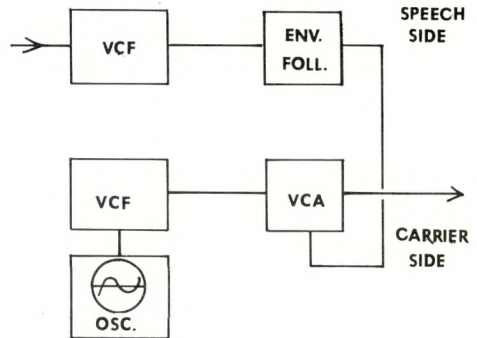 VCF
ENV.
FOLL.
SPEECH
SIDE
VCF
VCA
CARRIER
SIDE
OSC.